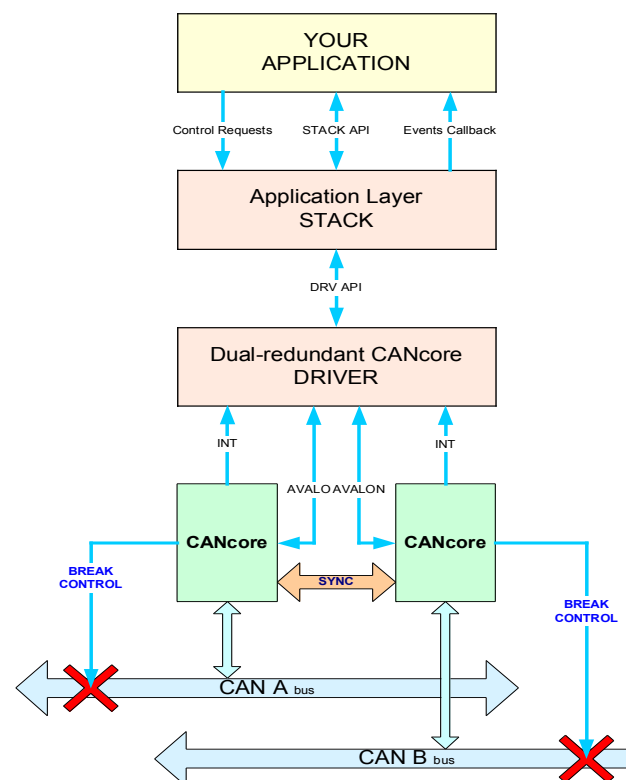 YOUR
APPLICATION
Control Requests
STACK API
Events Callback
Application Layer
STACK
DRV API
Dual-redundant CANcore
DRIVER
INT
INT
AVALO
AVALON
CANcore
CANcore
BREAK
CONTROL
SYNC
BREAK
CONTROL
CAN A bus
CAN B bus